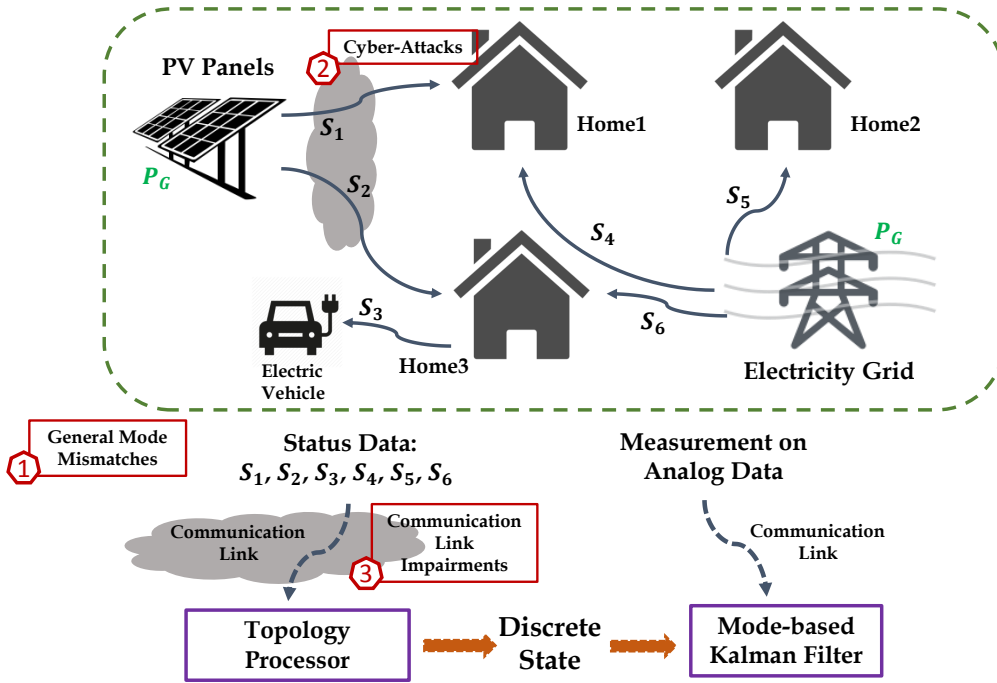 2
Cyber-Attacks
PV Panels
S₁
Home1
Home2
P_G
S₂
S₅
S₄
P_G
S₃
S₆
Home3
Electric
Vehicle
Electricity Grid
1
General Mode
Mismatches
Status Data:
S₁, S₂, S₃, S₄, S₅, S₆
Measurement on
Analog Data
Communication
Link
3
Communication
Link
Impairments
Communication
Link
Topology
Processor
Discrete
State
Mode-based
Kalman Filter